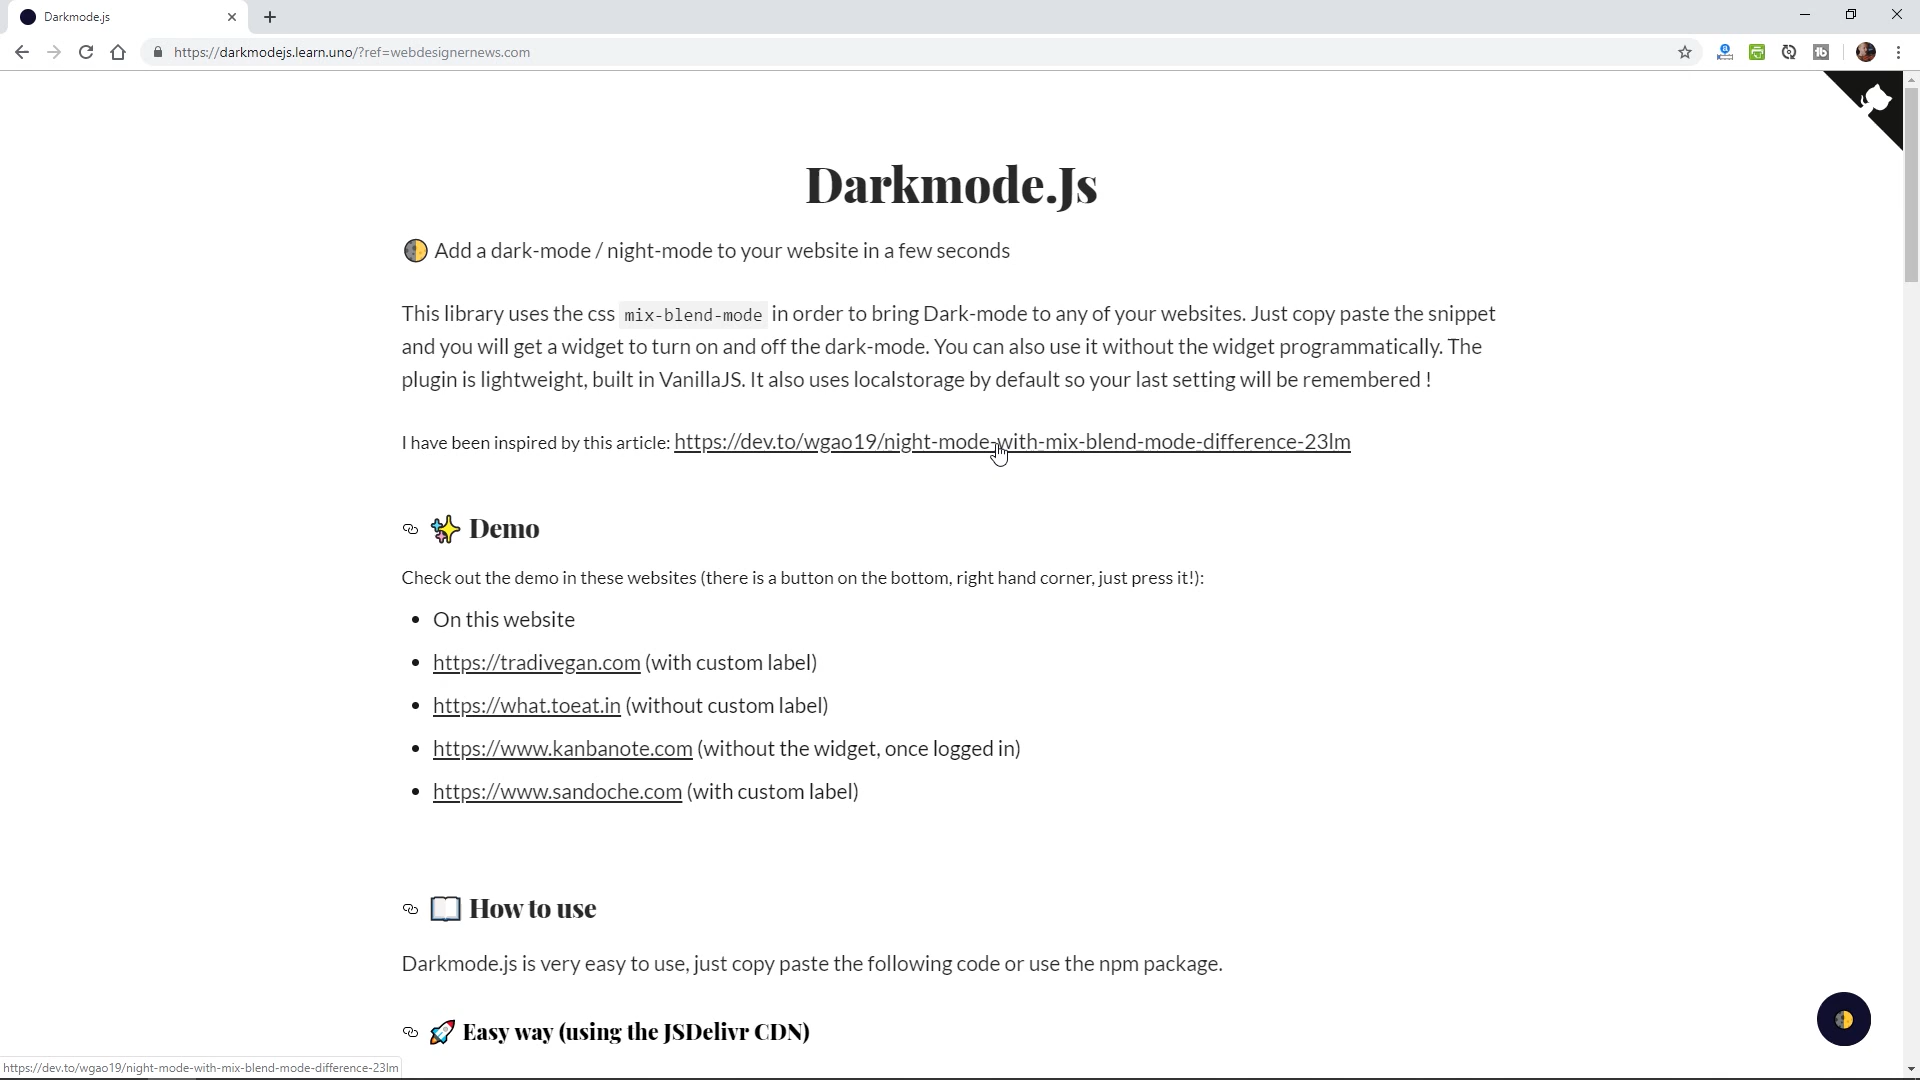 Darkmode.js
https://darkmodejs.learn.uno/?ref=webdesignernews.com
Darkmode.Js
Add a dark-mode / night-mode to your website in a few seconds
This library uses the css mix-blend-mode in order to bring Dark-mode to any of your websites. Just copy paste the snippet
and you will get a widget to turn on and off the dark-mode. You can also use it without the widget programmatically. The
plugin is lightweight, built in VanillaJS. It also uses localstorage by default so your last setting will be remembered !
I have been inspired by this article: https://dev.to/wgao19/night-mode-with-mix-blend-mode-difference-23lm
Demo
Check out the demo in these websites (there is a button on the bottom, right hand corner, just press it!):
• On this website
• https://tradivegan.com (with custom label)
• https://what.toeat.in (without custom label)
• https://www.kanbanote.com (without the widget, once logged in)
• https://www.sandoche.com (with custom label)
How to use
Darkmode.js is very easy to use, just copy paste the following code or use the npm package.
Easy way (using the JSDelivr CDN)
https://dev.to/wgao19/night-mode-with-mix-blend-mode-difference-23lm